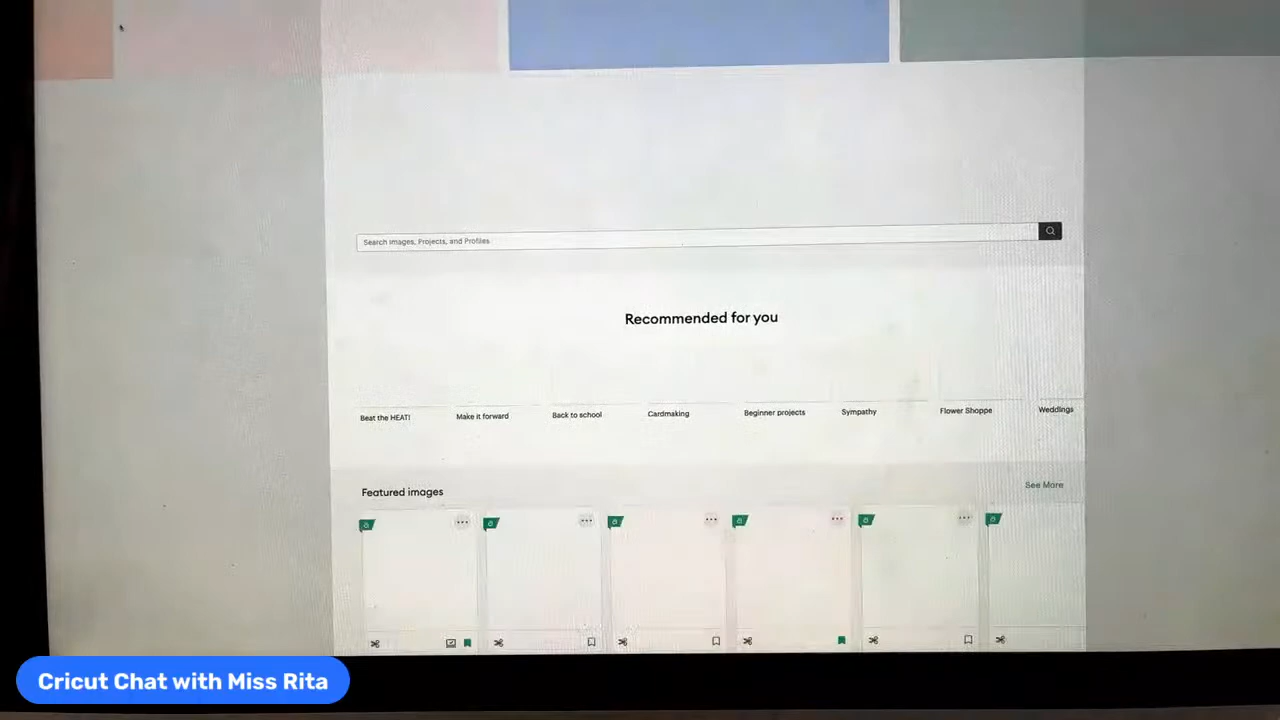 Search Images, Projects, and Profiles
Recommended for you
Beat the HEAT!
Make it forward
Back to school
Cardmaking
Beginner projects
Sympathy
Flower Shoppe
Weddings
Featured images
See More
Cricut Chat with Miss Rita